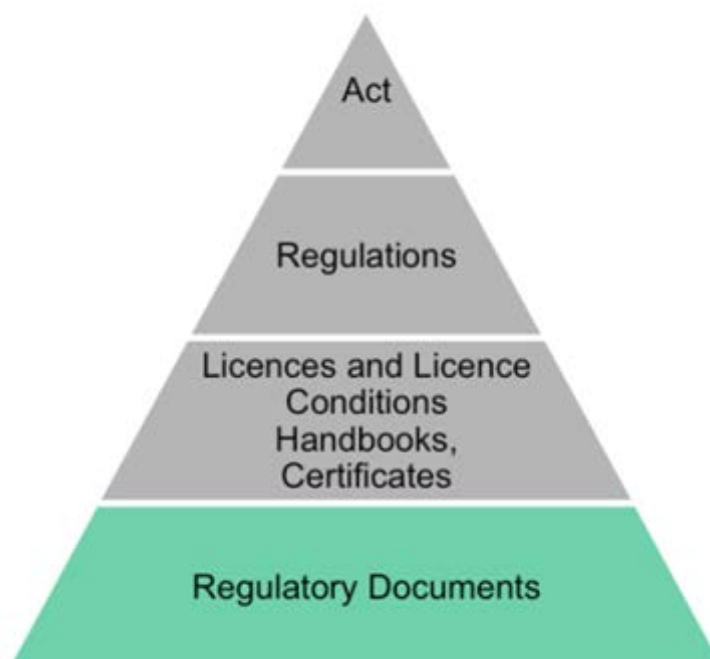 Act
Regulations
Licences and Licence
Conditions
Handbooks,
Certificates
Regulatory Documents